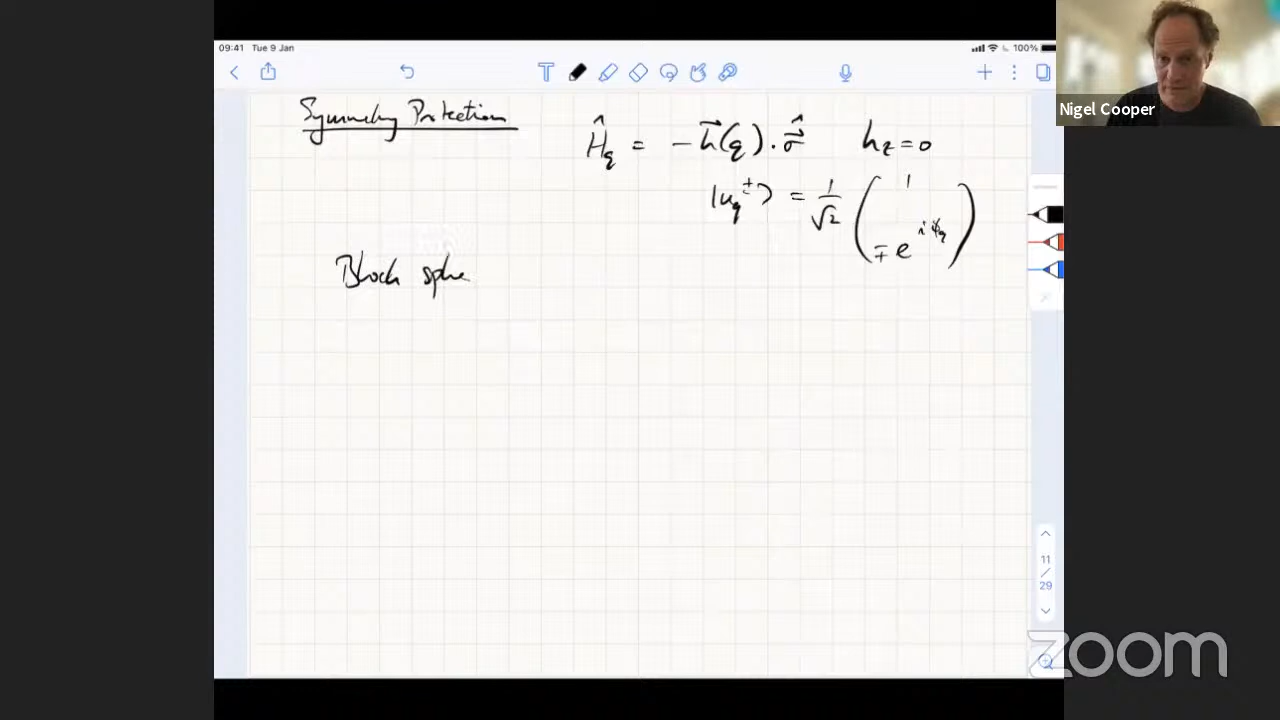 09:41 Tue 9 Jan
100%
Nigel Cooper
Symmetry Protection
Ĥ_q = −h⃗(q)·σ⃗̂ h_z = 0
|u_q^±⟩ = 1/√2 ( 1
∓e^{iϕ_q} )
Bloch sphe
11
/
29
zoom